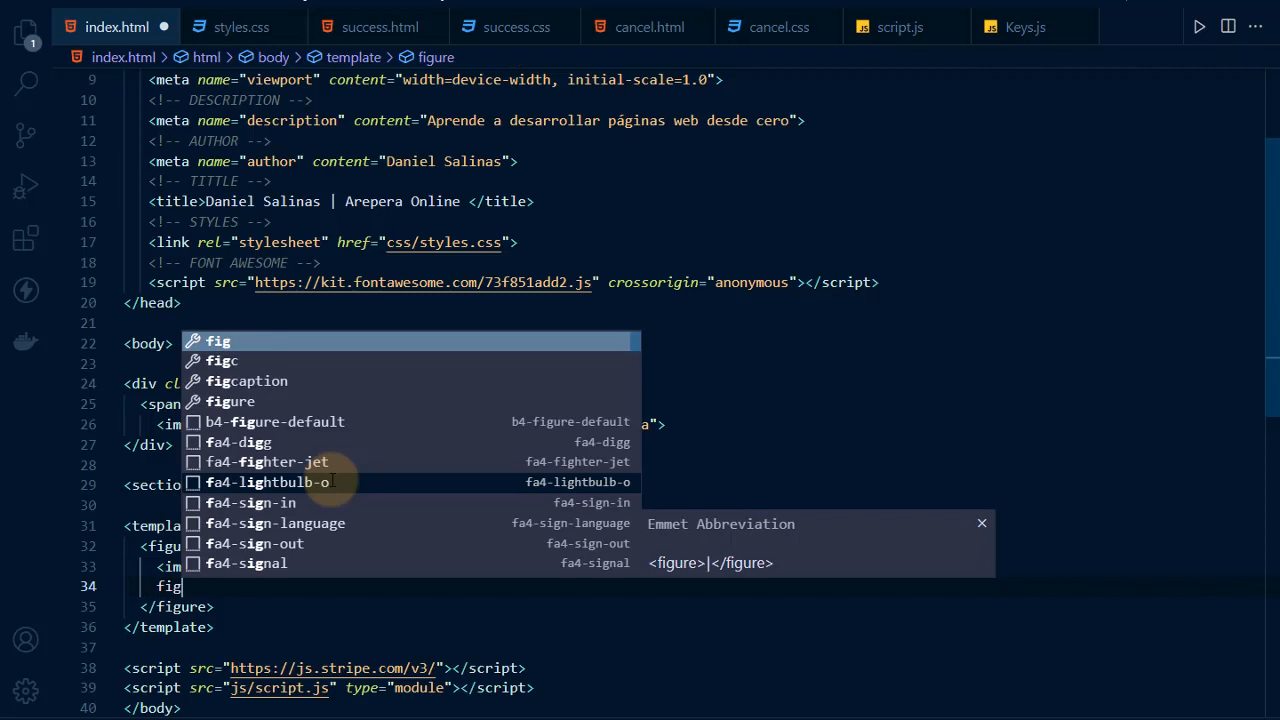 index.html
styles.css
success.html
success.css
cancel.html
cancel.css
script.js
Keys.js
1
index.html > html > body > template > figure
9 <meta name="viewport" content="width=device-width, initial-scale=1.0">
10 <!-- DESCRIPTION -->
11 <meta name="description" content="Aprende a desarrollar páginas web desde cero">
12 <!-- AUTHOR -->
13 <meta name="author" content="Daniel Salinas">
14 <!-- TITTLE -->
15 <title>Daniel Salinas | Arepera Online </title>
16 <!-- STYLES -->
17 <link rel="stylesheet" href="css/styles.css">
18 <!-- FONT AWESOME -->
19 <script src="https://kit.fontawesome.com/73f851add2.js" crossorigin="anonymous"></script>
20 </head>
21
22 <body>
23
24 <div cl
25 <span
26 <im a">
27 </div>
28
29 <sectio
30
31 <templa
32 <figu
33 <im
34 fig
35 </figure>
36 </template>
37
38 <script src="https://js.stripe.com/v3/"></script>
39 <script src="js/script.js" type="module"></script>
40 </body>
fig
figc
figcaption
figure
b4-figure-default b4-figure-default
fa4-digg fa4-digg
fa4-fighter-jet fa4-fighter-jet
fa4-lightbulb-o fa4-lightbulb-o
fa4-sign-in fa4-sign-in
fa4-sign-language fa4-sign-language
fa4-sign-out fa4-sign-out
fa4-signal fa4-signal
Emmet Abbreviation
<figure>|</figure>